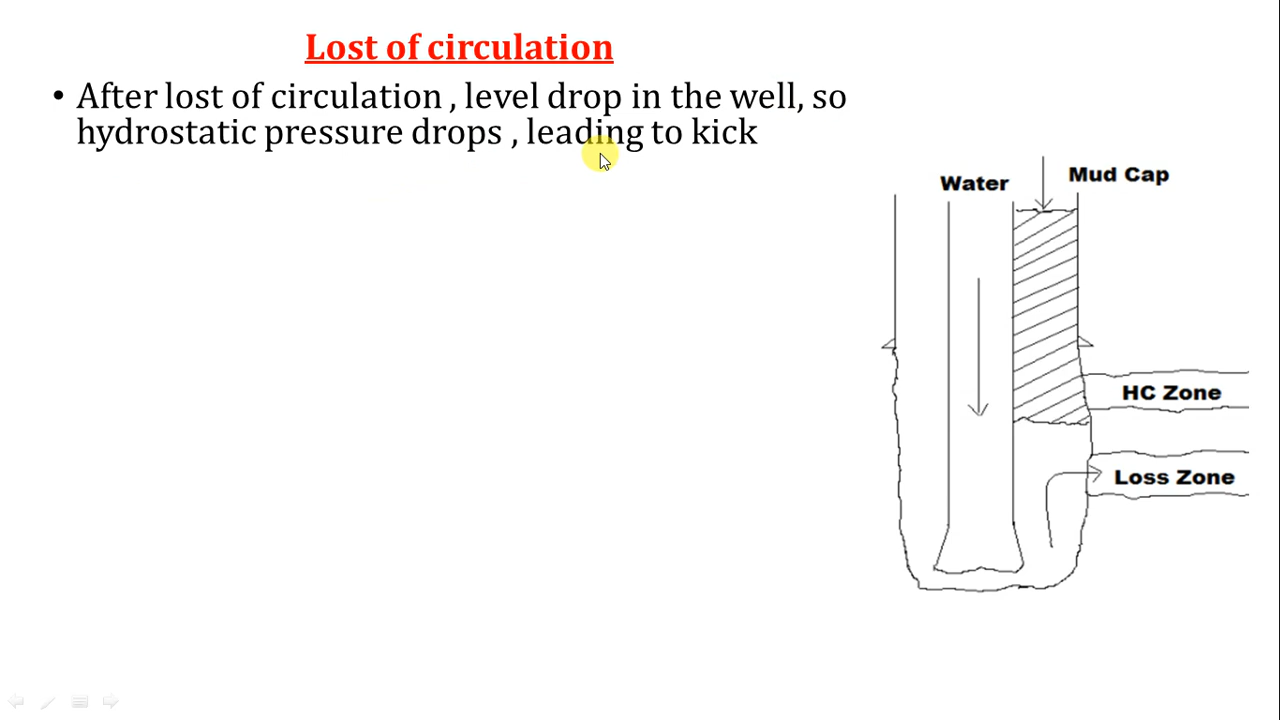 Lost of circulation
• After lost of circulation , level drop in the well, so
hydrostatic pressure drops , leading to kick
Water
Mud Cap
HC Zone
Loss Zone